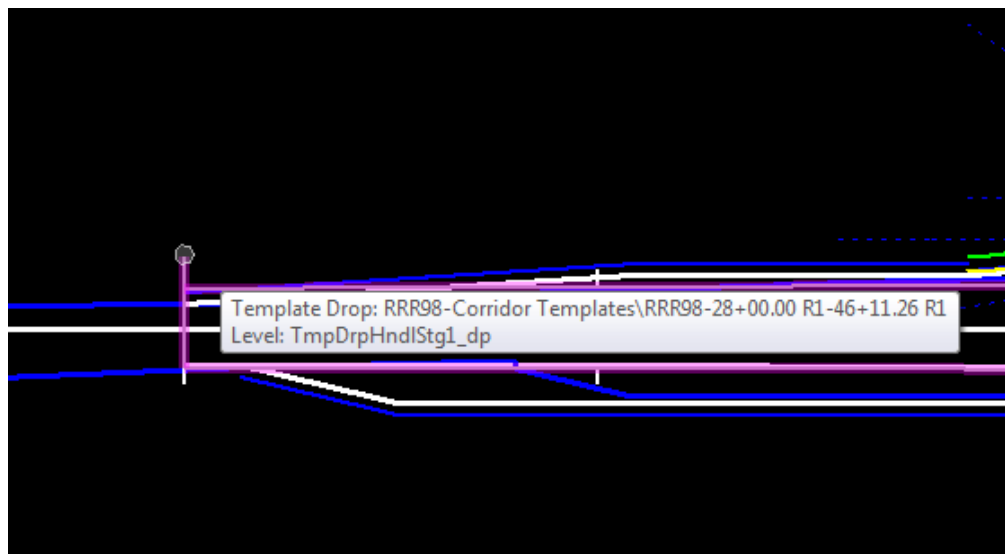 Template Drop: RRR98-Corridor Templates\RRR98-28+00.00 R1-46+11.26 R1
Level: TmpDrpHndlStg1_dp